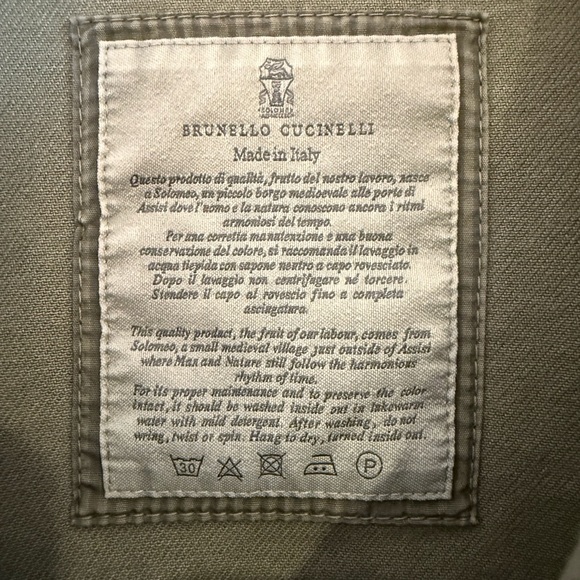 SOLOMEO
BRUNELLO CUCINELLI
Made in Italy
Questo prodotto di qualità, frutto del nostro lavoro, nasce
a Solomeo, un piccolo borgo medioevale alle porte di
Assisi dove l'uomo e la natura conoscono ancora i ritmi
armoniosi del tempo.
Per una corretta manutenzione e una buona
conservazione del colore, si raccomanda il lavaggio in
acqua tiepida con sapone neutro a capo rovesciato.
Dopo il lavaggio non centrifugare né torcere.
Stendere il capo al rovescio fino a completa
asciugatura.
This quality product, the fruit of our labour, comes from
Solomeo, a small medieval village just outside of Assisi
where Man and Nature still follow the harmonious
rhythm of time.
For its proper maintenance and to preserve the color
intact, it should be washed inside out in lukewarm
water with mild detergent. After washing, do not
wring, twist or spin. Hang to dry, turned inside out.
30 P